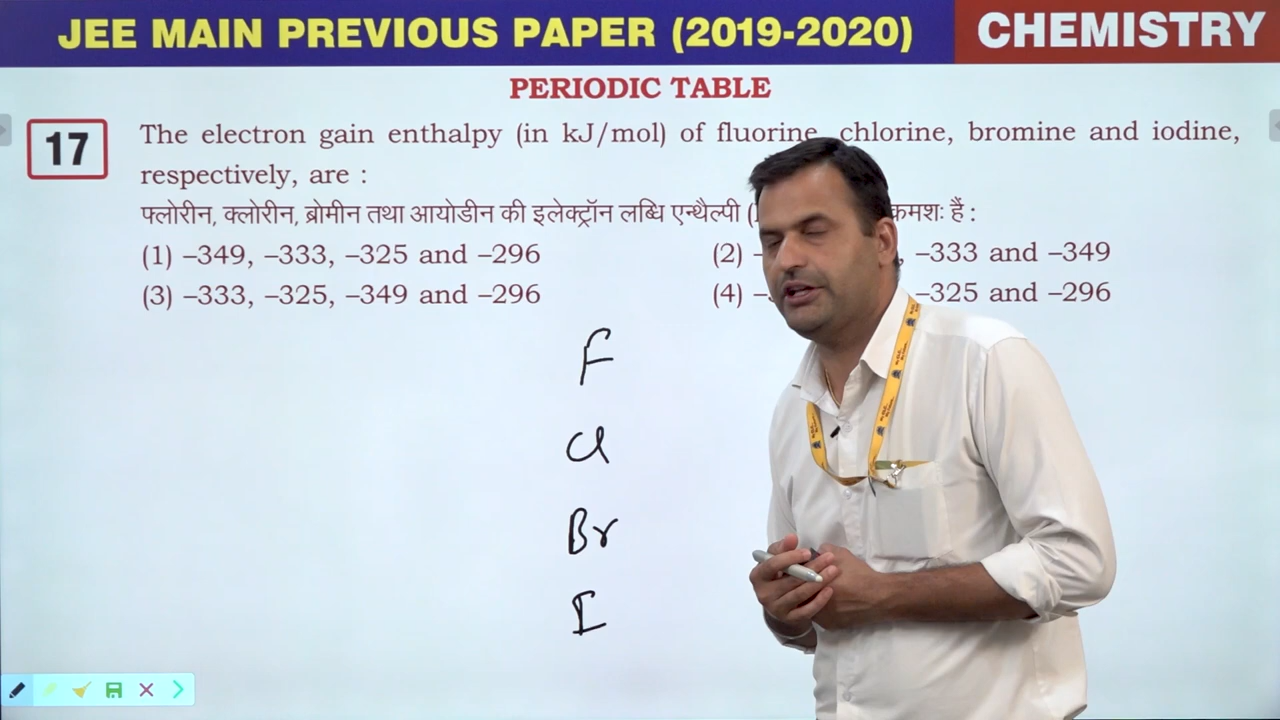 JEE MAIN PREVIOUS PAPER (2019-2020) CHEMISTRY
PERIODIC TABLE
17 The electron gain enthalpy (in kJ/mol) of fluorine, chlorine, bromine and iodine,
respectively, are :
फ्लोरीन, क्लोरीन, ब्रोमीन तथा आयोडीन की इलेक्ट्रॉन लब्धि एन्थैल्पी ( क्रमशः हैं :
(1) –349, –333, –325 and –296 (2) – , –333 and –349
(3) –333, –325, –349 and –296 (4) – –325 and –296
F
Cl
Br
I